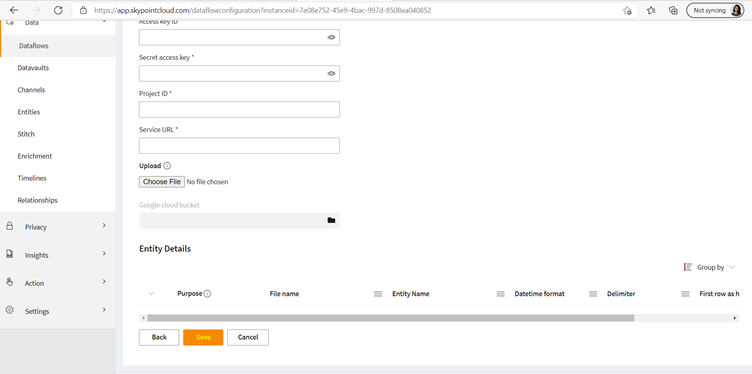 https://app.skypointcloud.com/dataflowconfiguration?instanceid=7e08e752-45e9-4bac-997d-8508ea040852
Not syncing
Data
Dataflows
Datavaults
Channels
Entities
Stitch
Enrichment
Timelines
Relationships
Privacy
Insights
Action
Settings
Access key ID
Secret access key *
Project ID *
Service URL *
Upload
Choose File No file chosen
Google cloud bucket
Entity Details
Group by
Purpose File name Entity Name Datetime format Delimiter First row as h
Back Save Cancel